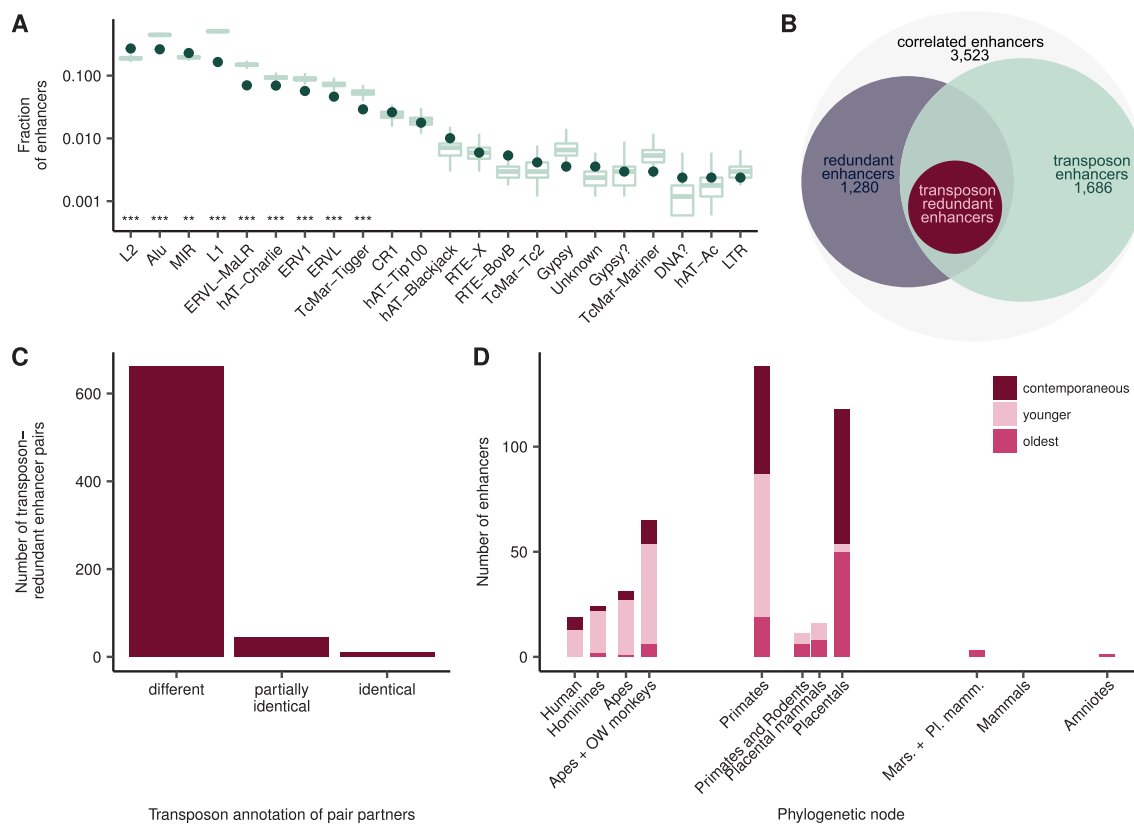 A
Fraction
of enhancers
0.100
0.010
0.001
***
***
**
***
***
***
***
***
***
L2
Alu
MIR
L1
ERVL−MaLR
hAT−Charlie
ERV1
ERVL
TcMar−Tigger
CR1
hAT−Tip100
hAT−Blackjack
RTE−X
RTE−BovB
TcMar−Tc2
Gypsy
Unknown
Gypsy?
TcMar−Mariner
DNA?
hAT−Ac
LTR
B
correlated enhancers
3,523
redundant
enhancers
1,280
transposon
enhancers
1,686
transposon
redundant
enhancers
C
Number of transposon−
redundant enhancer pairs
600
400
200
0
different
partially
identical
identical
Transposon annotation of pair partners
D
Number of enhancers
100
50
0
contemporaneous
younger
oldest
Human
Hominines
Apes
Apes + OW monkeys
Primates
Primates and Rodents
Placental mammals
Placentals
Mars. + Pl. mamm.
Mammals
Amniotes
Phylogenetic node